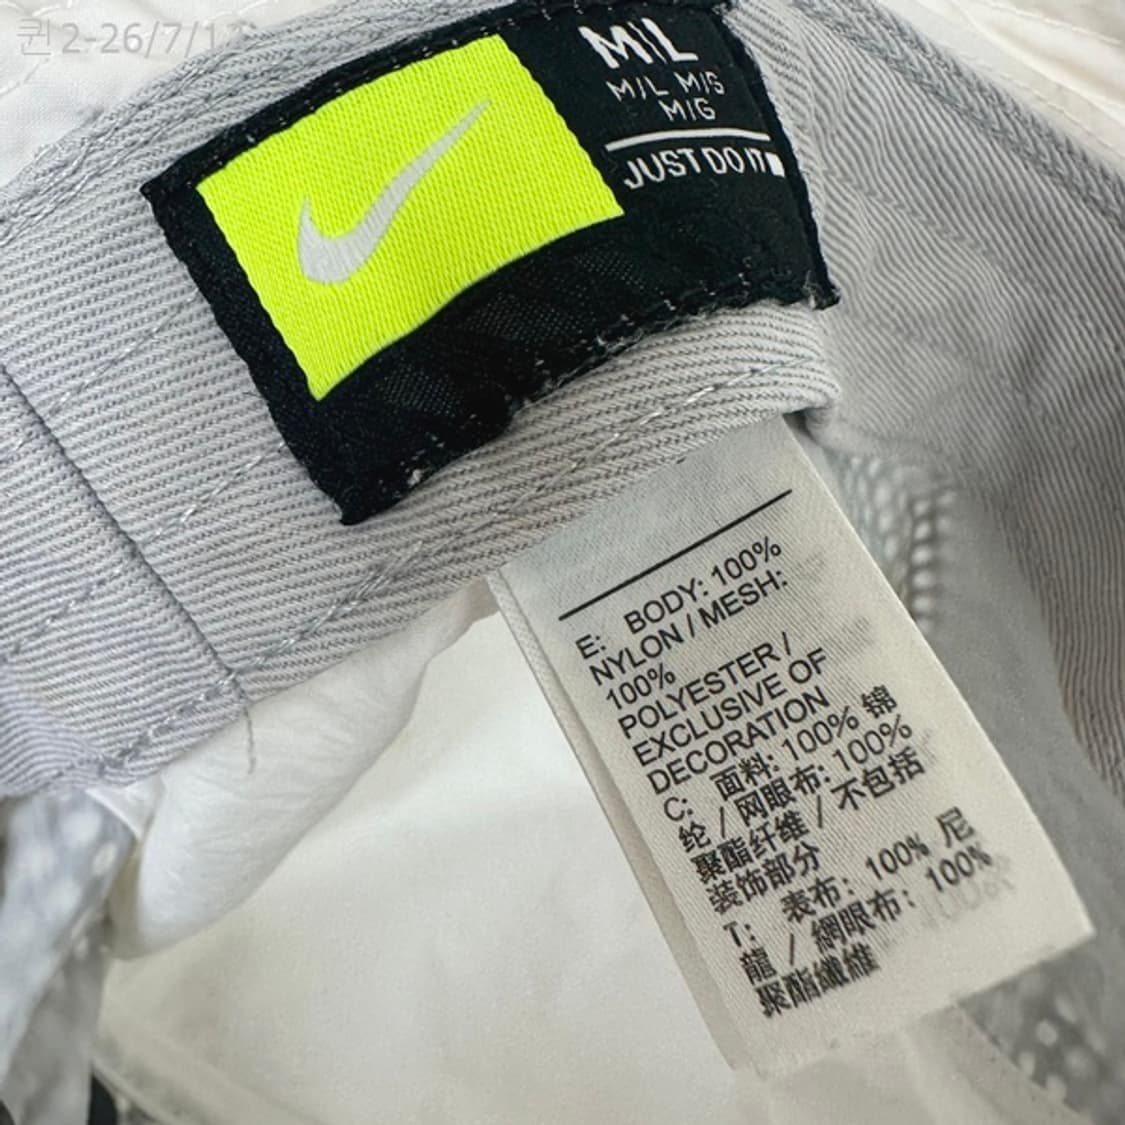 퀸 2-26/7/1
M/L
M/L M/S
M/G
JUST DO IT
E: BODY: 100%
NYLON / MESH:
100%
POLYESTER /
EXCLUSIVE OF
DECORATION
C: 面料: 100% 锦
纶 / 网眼布: 100%
聚酯纤维 / 不包括
装饰部分
T: 表布: 100% 尼
龍 / 網眼布: 100%
聚酯纖維